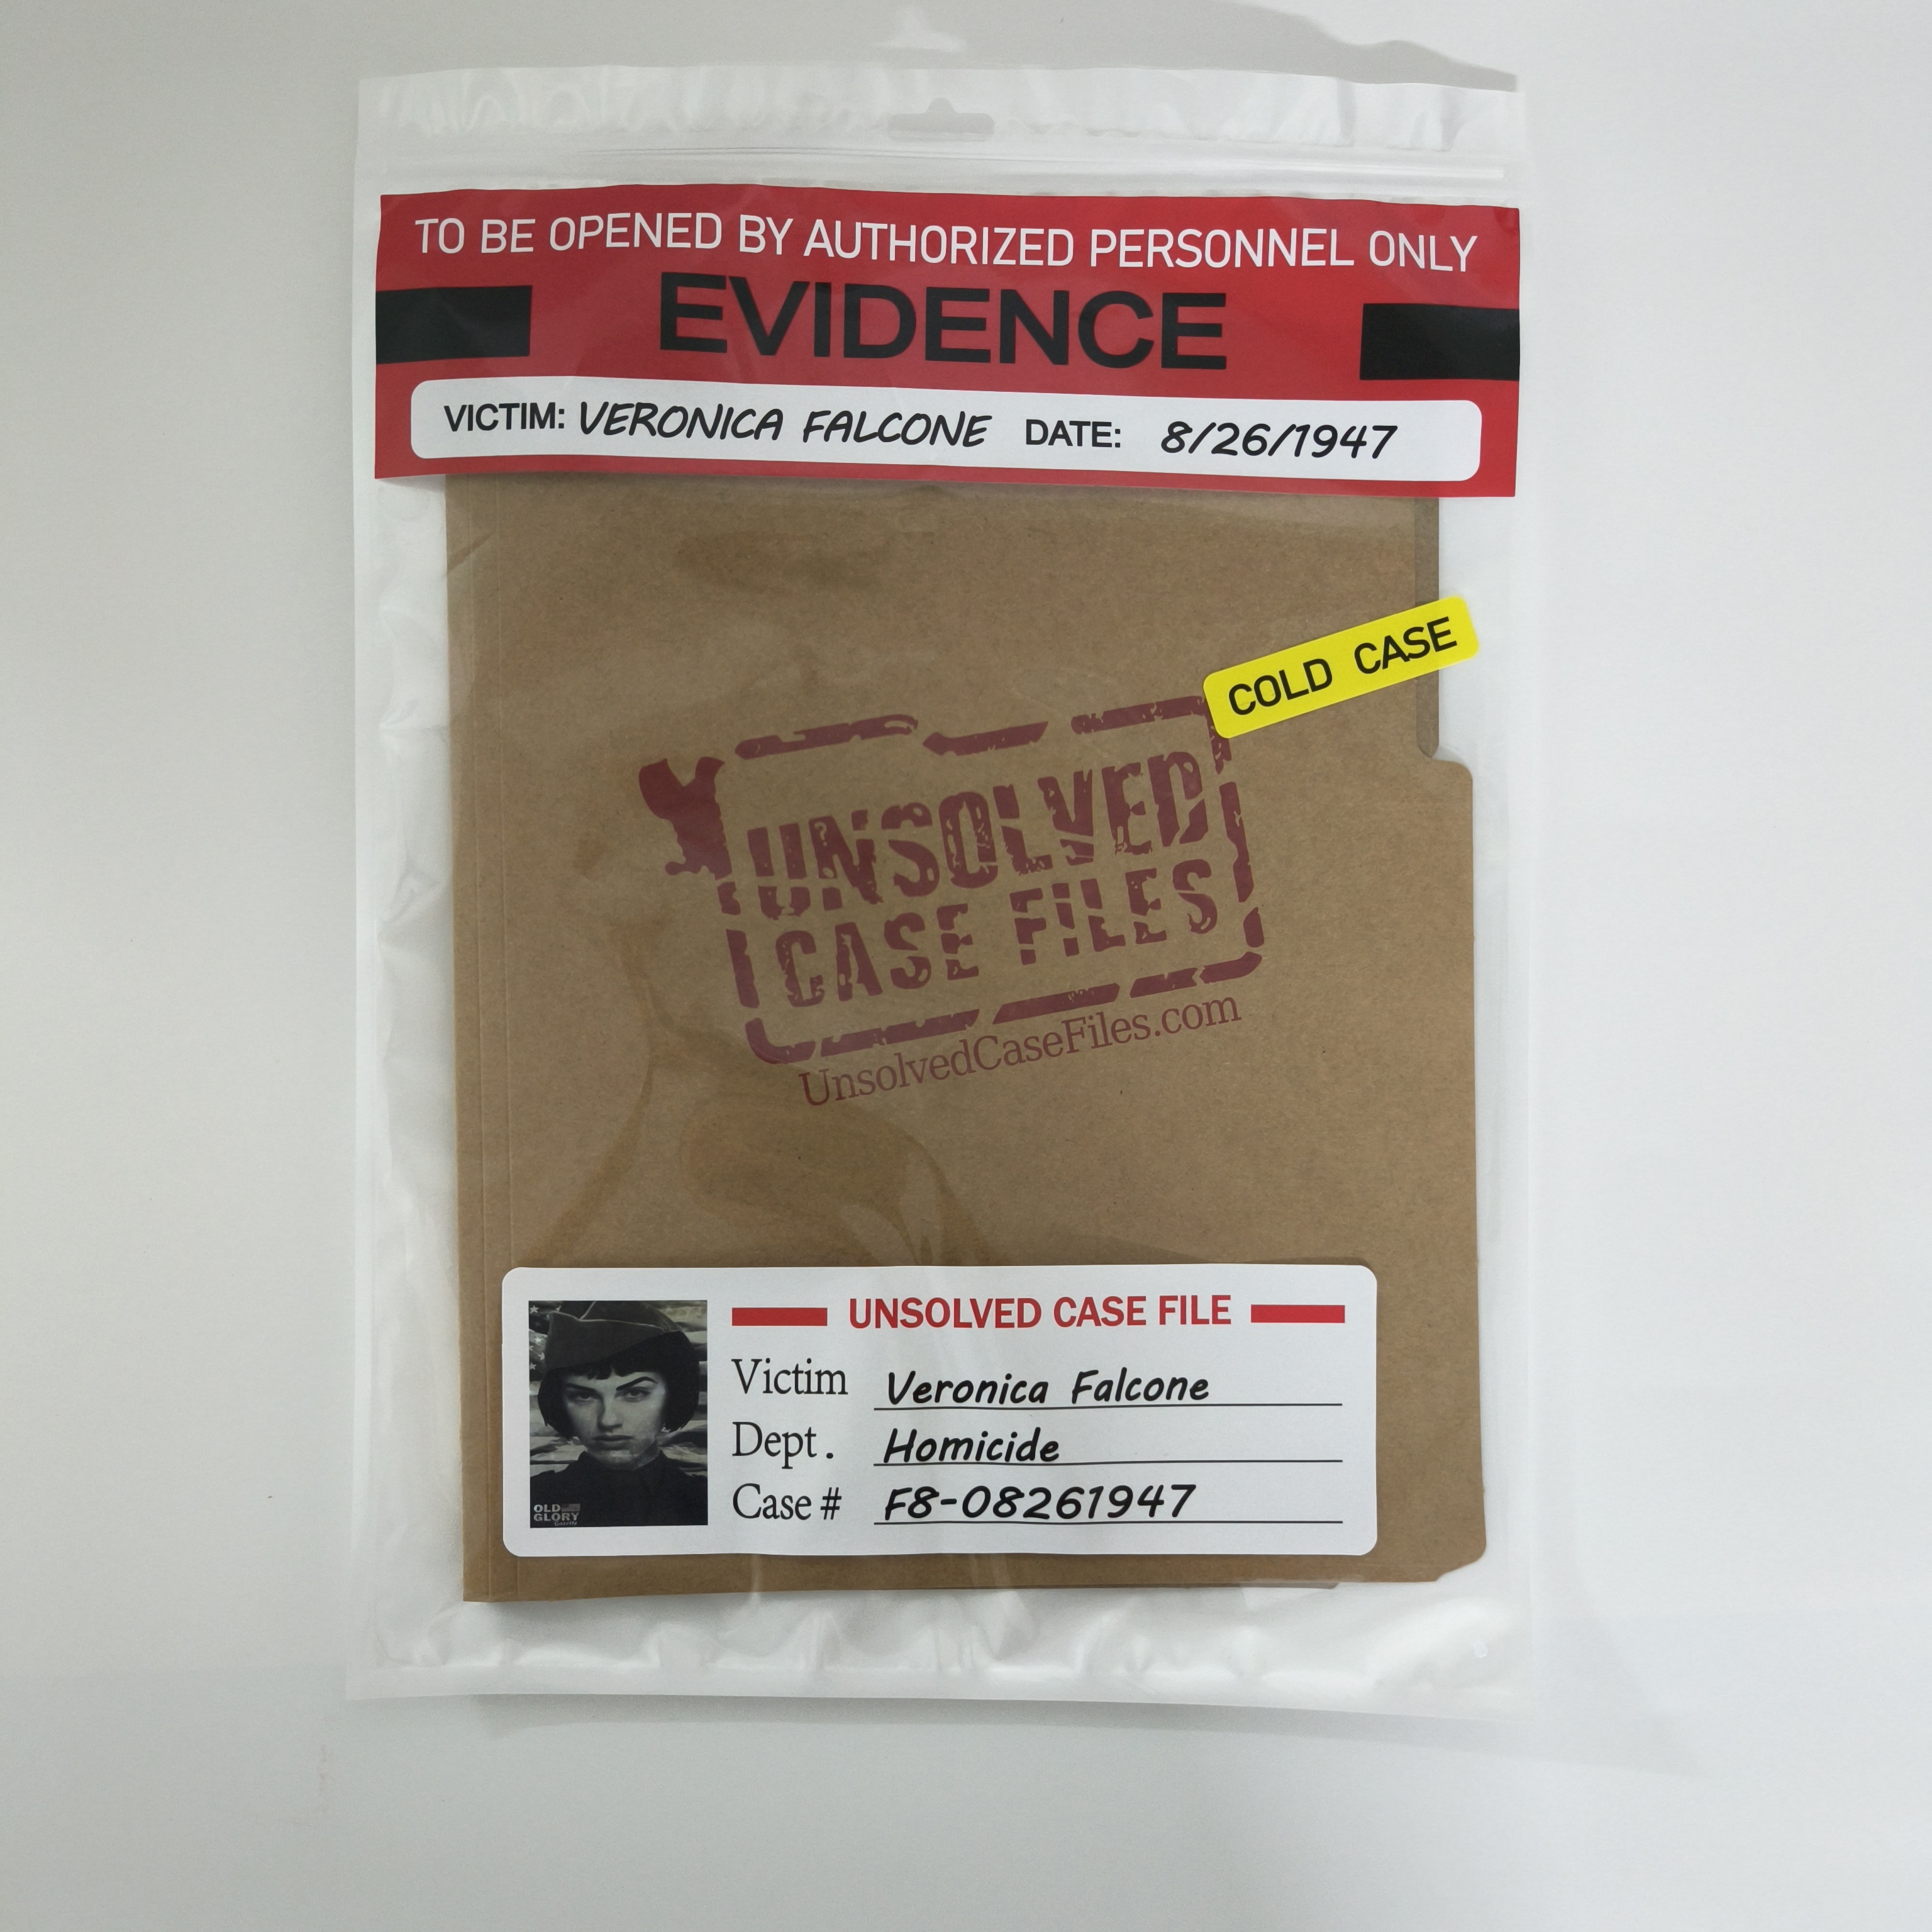 TO BE OPENED BY AUTHORIZED PERSONNEL ONLY
EVIDENCE
VICTIM: VERONICA FALCONE DATE: 8/26/1947
COLD CASE
UNSOLVED
CASE FILES
UnsolvedCaseFiles.com
UNSOLVED CASE FILE
Victim Veronica Falcone
Dept. Homicide
Case # F8-08261947
OLD
GLORY